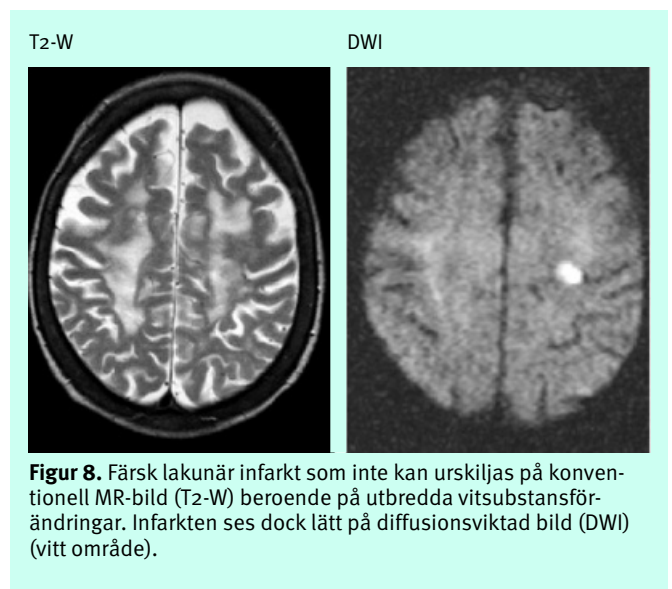 T2-W DWI
Figur 8. Färsk lakunär infarkt som inte kan urskiljas på konven-
tionell MR-bild (T2-W) beroende på utbredda vitsubstansför-
ändringar. Infarkten ses dock lätt på diffusionsviktad bild (DWI)
(vitt område).